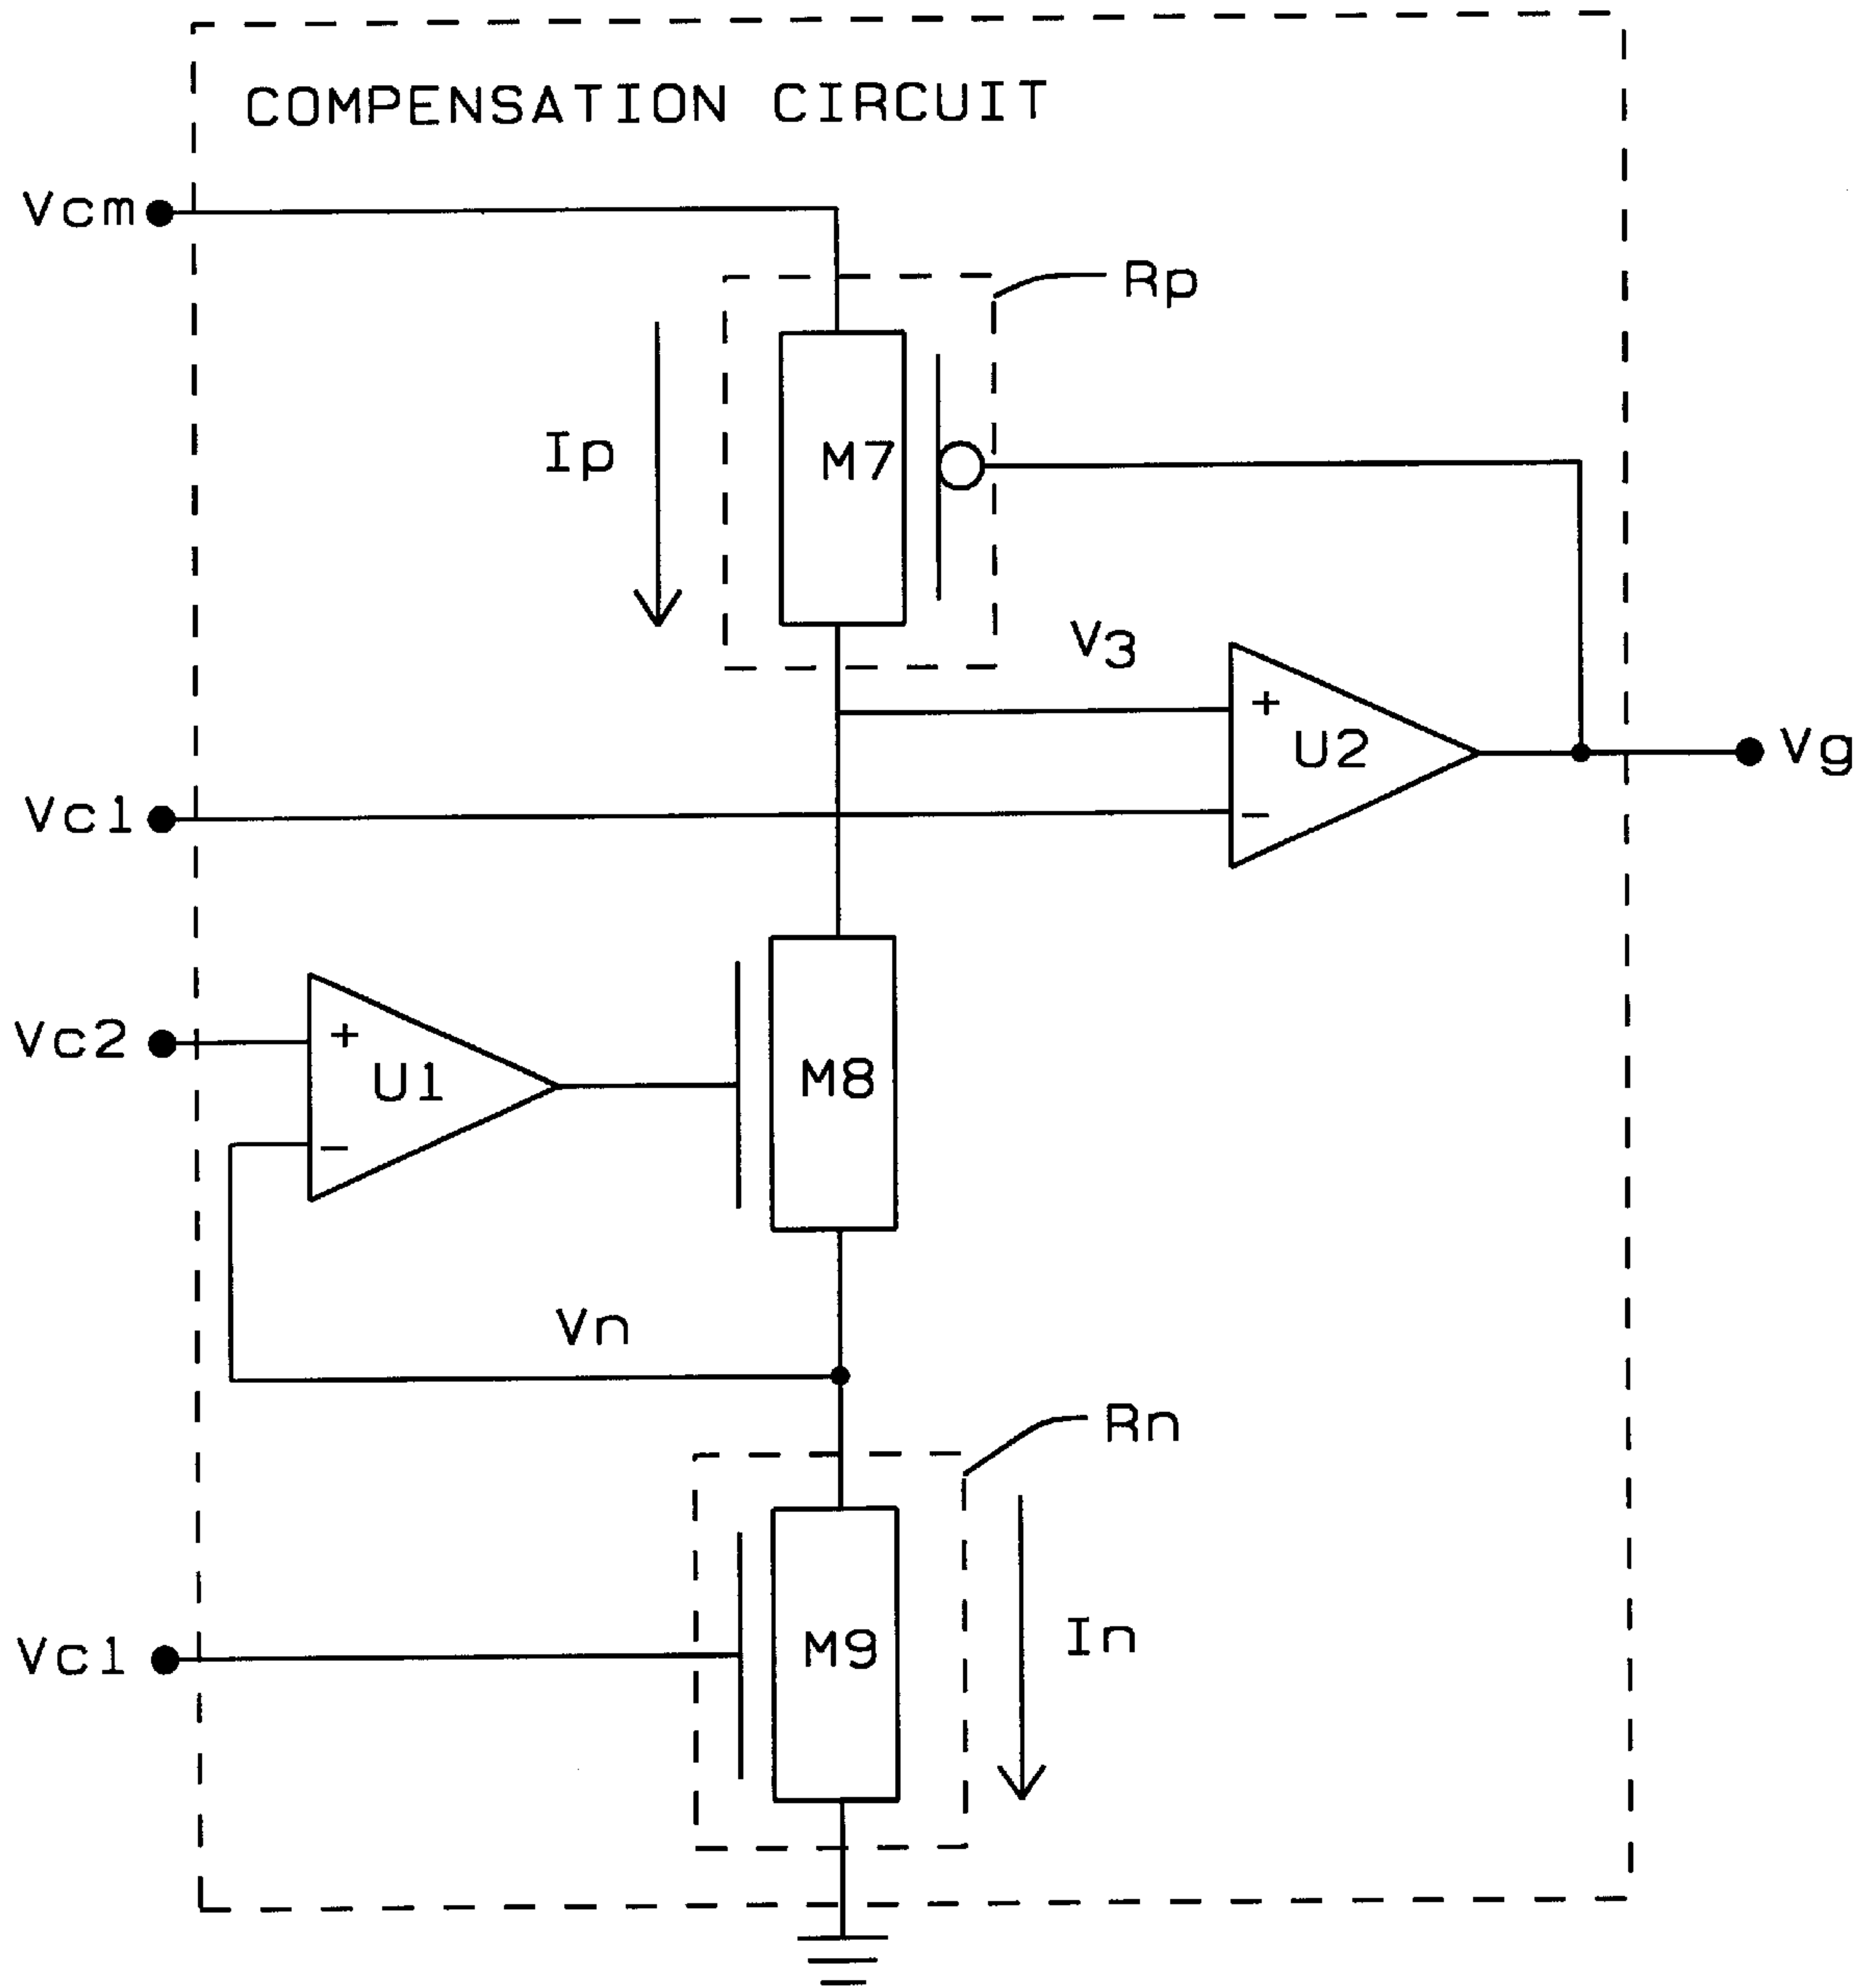 COMPENSATION CIRCUIT
Vcm
Rp
Ip
M7
V3
+
U2
Vg
Vc1
−
Vc2
+
U1
M8
−
Vn
Rn
In
Vc1
M9